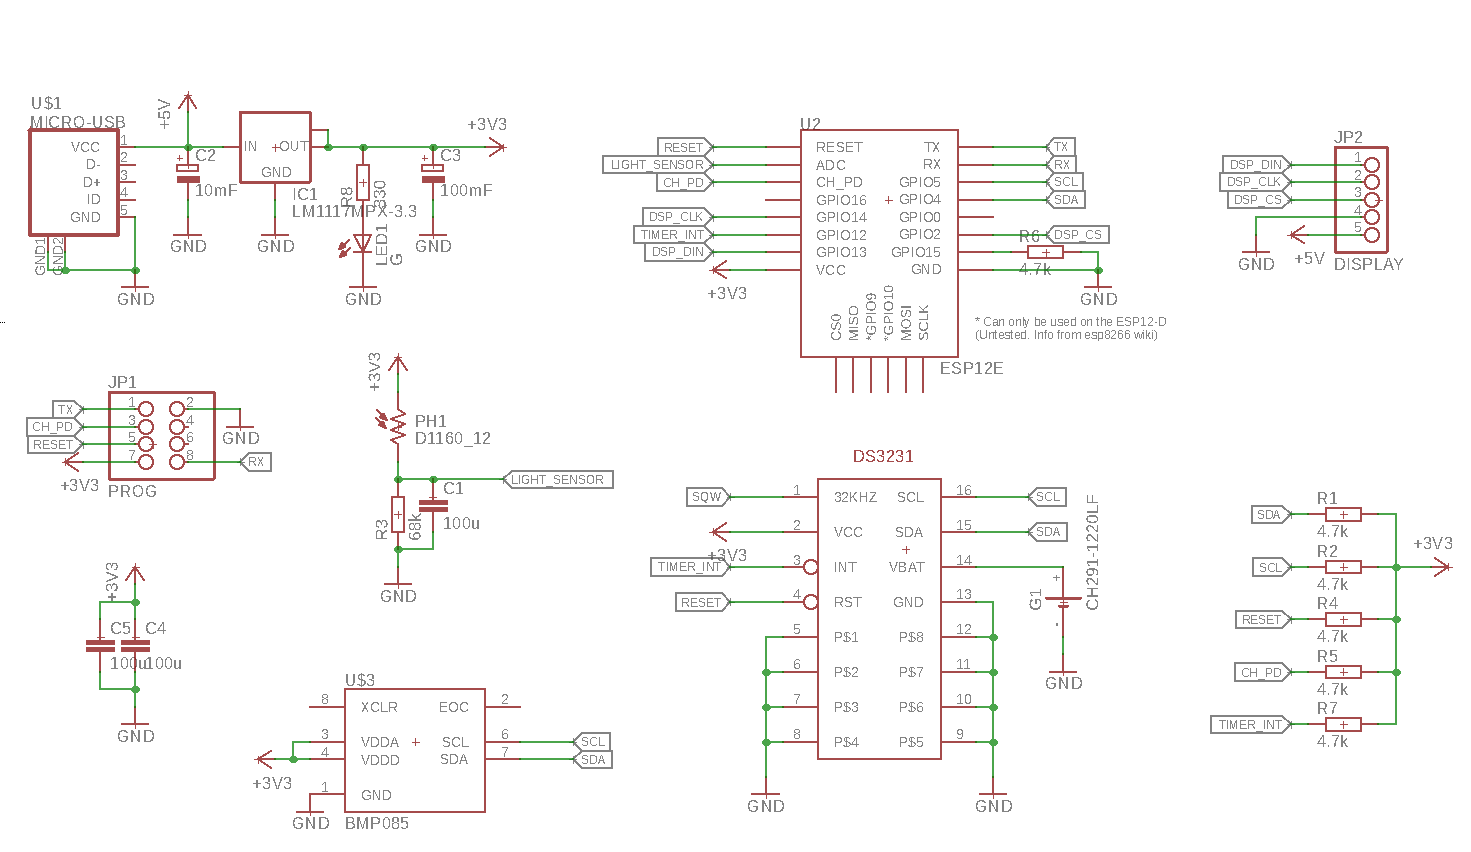 U$1
MICRO-USB
VCC 1
D- 2
D+ 3
ID 4
GND 5
GND1
GND2
GND
+5V
C2
10mF
GND
IN
+OUT
GND
IC1
LM1117MPX-3.3
GND
R8
330
LED1
G
GND
C3
100mF
GND
+3V3
U2
RESET
LIGHT_SENSOR
CH_PD
DSP_CLK
TIMER_INT
DSP_DIN
+3V3
RESET
ADC
CH_PD
GPIO16
GPIO14
GPIO12
GPIO13
VCC
TX
RX
GPIO5
GPIO4
GPIO0
GPIO2
GPIO15
GND
CS0
MISO
*GPIO9
*GPIO10
MOSI
SCLK
ESP12E
TX
RX
SCL
SDA
DSP_CS
R6
4.7k
GND
* Can only be used on the ESP12-D
(Untested. Info from esp8266 wiki)
JP2
DSP_DIN 1
DSP_CLK 2
DSP_CS 3
4
5
GND
+5V
DISPLAY
JP1
TX 1 2
CH_PD 3 4
RESET 5 6
7 8 RX
+3V3
GND
PROG
+3V3
PH1
D1160_12
LIGHT_SENSOR
R3
68k
C1
100u
GND
+3V3
C5
100u
C4
100u
GND
U$3
8 XCLR EOC 2
3 VDDA SCL 6 SCL
4 VDDD SDA 7 SDA
1 GND
+3V3
GND
BMP085
DS3231
SQW 1 32KHZ SCL 16 SCL
2 VCC SDA 15 SDA
+3V3
TIMER_INT 3 INT VBAT 14
RESET 4 RST GND 13
5 P$1 P$8 12
6 P$2 P$7 11
7 P$3 P$6 10
8 P$4 P$5 9
GND
GND
G1
+
-
CH291-1220LF
GND
R1
SDA
4.7k
R2
SCL
4.7k
R4
RESET
4.7k
R5
CH_PD
4.7k
R7
TIMER_INT
4.7k
+3V3